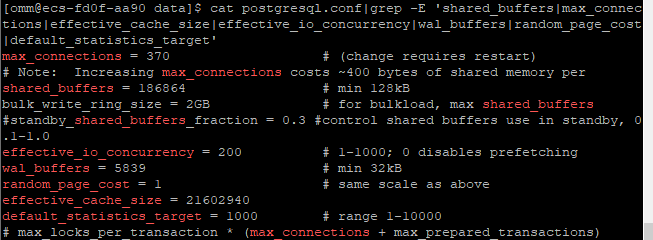 [omm@ecs-fd0f-aa90 data]$ cat postgresql.conf|grep -E 'shared_buffers|max_connec
tions|effective_cache_size|effective_io_concurrency|wal_buffers|random_page_cost
|default_statistics_target'
max_connections = 370 # (change requires restart)
# Note:  Increasing max_connections costs ~400 bytes of shared memory per
shared_buffers = 186864 # min 128kB
bulk_write_ring_size = 2GB # for bulkload, max shared_buffers
#standby_shared_buffers_fraction = 0.3 #control shared buffers use in standby, 0
.1-1.0
effective_io_concurrency = 200 # 1-1000; 0 disables prefetching
wal_buffers = 5839 # min 32kB
random_page_cost = 1 # same scale as above
effective_cache_size = 21602940
default_statistics_target = 1000 # range 1-10000
# max_locks_per_transaction * (max_connections + max_prepared_transactions)